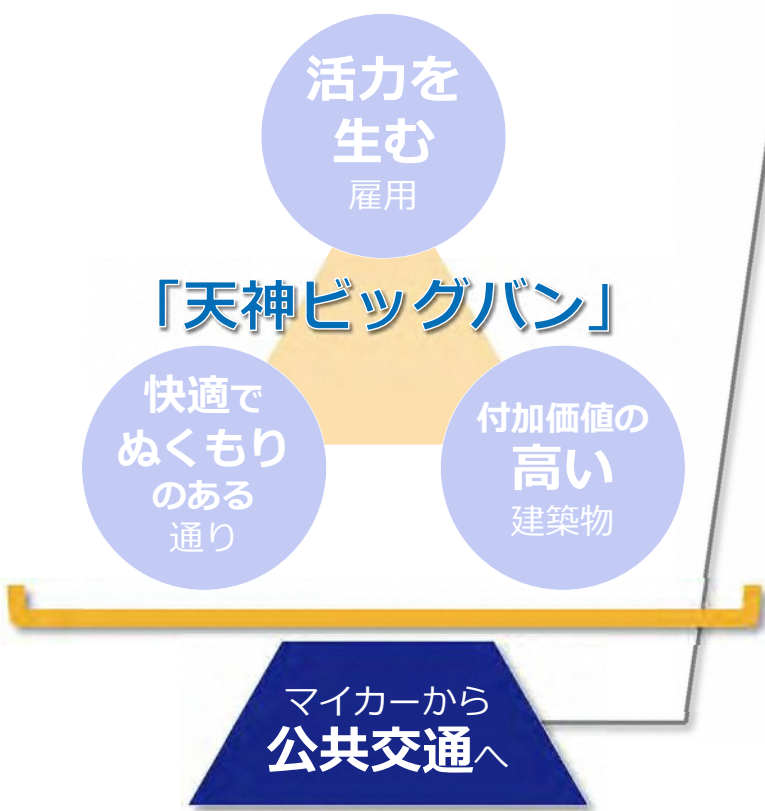 活力を
生む
雇用
「天神ビッグバン」
快適で
ぬくもり
のある
通り
付加価値の
高い
建築物
マイカーから
公共交通へ